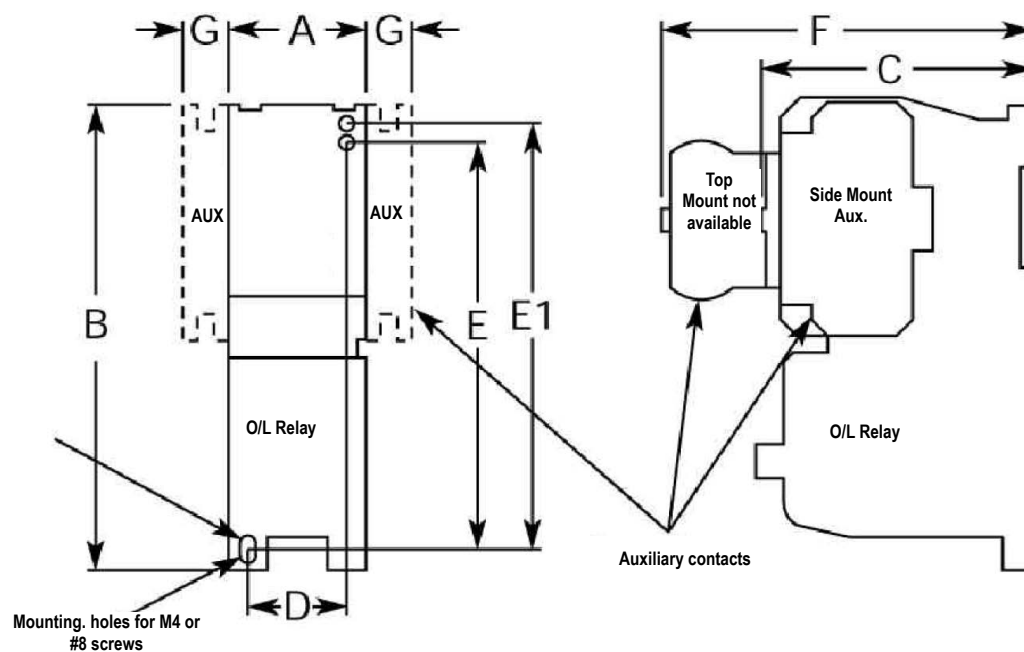 G
A
G
F
C
Top
Mount not
available
Side Mount
Aux.
AUX
AUX
B
E
E1
O/L Relay
O/L Relay
Auxiliary contacts
D
Mounting. holes for M4 or
#8 screws